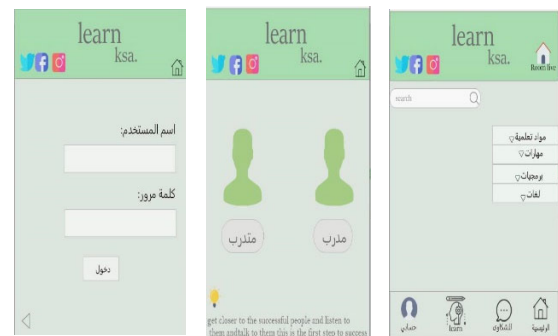 learn
ksa.
اسم المستخدم:
كلمة مرور:
دخول
learn
ksa.
متدرب
مدرب
get closer to the successful people and listen to
them andtalk to them this is the first step to success
learn
ksa.
Room live
search
مواد تعلمية
مهارات
برمجيات
لغات
حسابي
learn
الشكاوى
الرئيسية